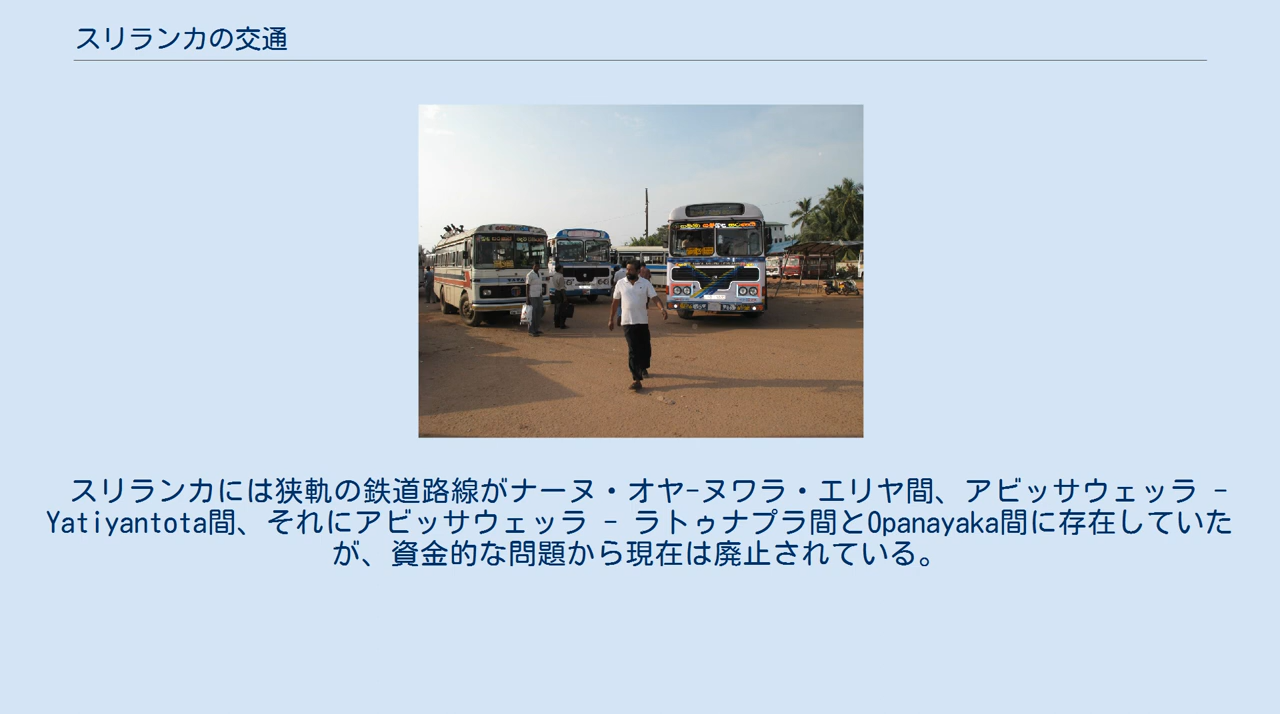 スリランカの交通
スリランカには狭軌の鉄道路線がナーヌ・オヤ-ヌワラ・エリヤ間、アビッサウェッラ -
Yatiyantota間、それにアビッサウェッラ - ラトゥナプラ間とOpanayaka間に存在していた
が、資金的な問題から現在は廃止されている。